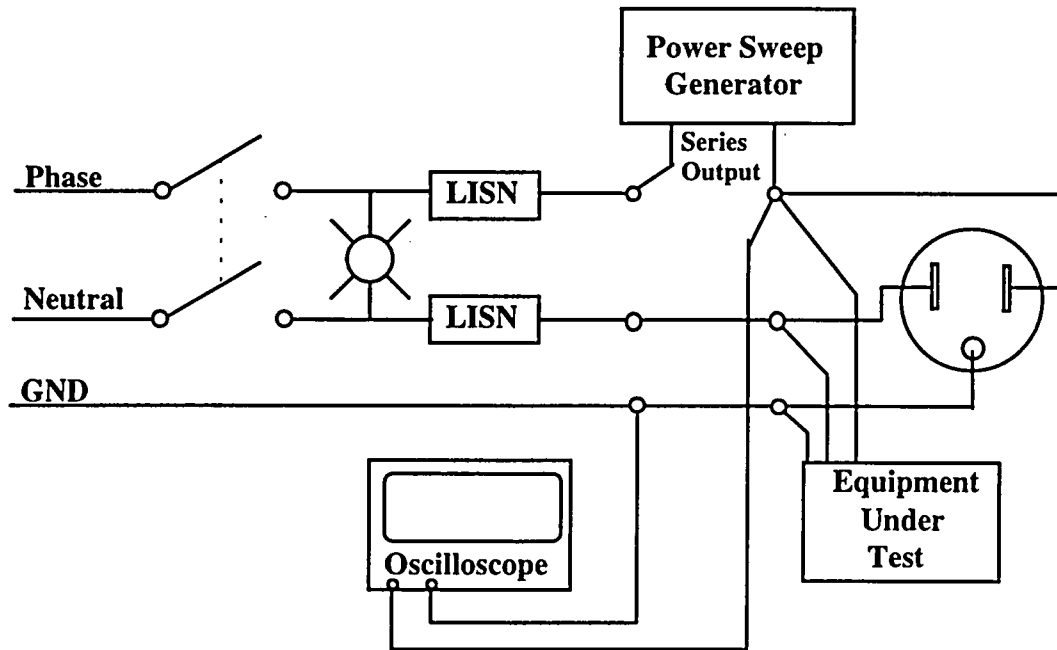 Power Sweep
Generator
Series
Output
Phase
LISN
Neutral
LISN
GND
Oscilloscope
Equipment
Under
Test